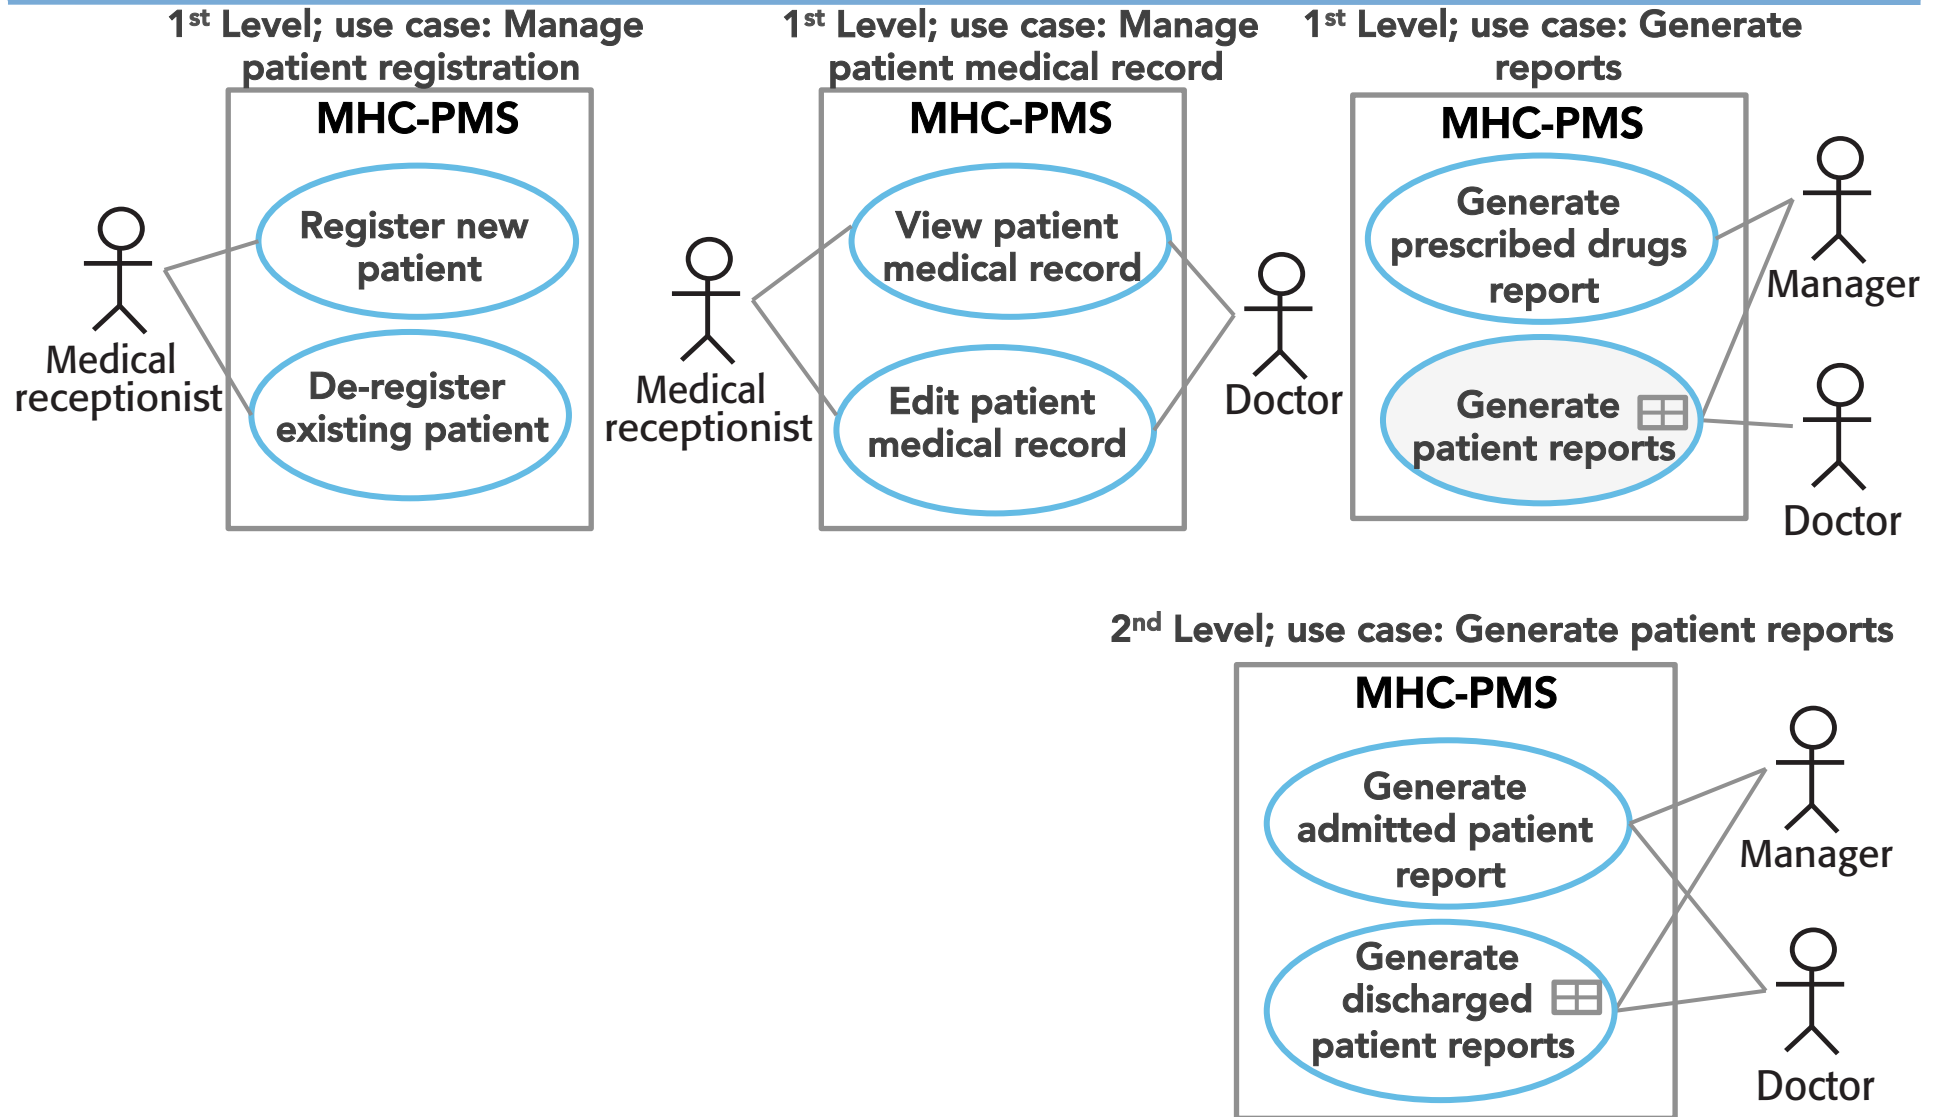 1st Level; use case: Manage
patient registration
MHC-PMS
Register new
patient
De-register
existing patient
Medical
receptionist
1st Level; use case: Manage
patient medical record
MHC-PMS
View patient
medical record
Edit patient
medical record
Medical
receptionist
Doctor
1st Level; use case: Generate
reports
MHC-PMS
Generate
prescribed drugs
report
Generate
patient reports
Manager
Doctor
2nd Level; use case: Generate patient reports
MHC-PMS
Generate
admitted patient
report
Generate
discharged
patient reports
Manager
Doctor